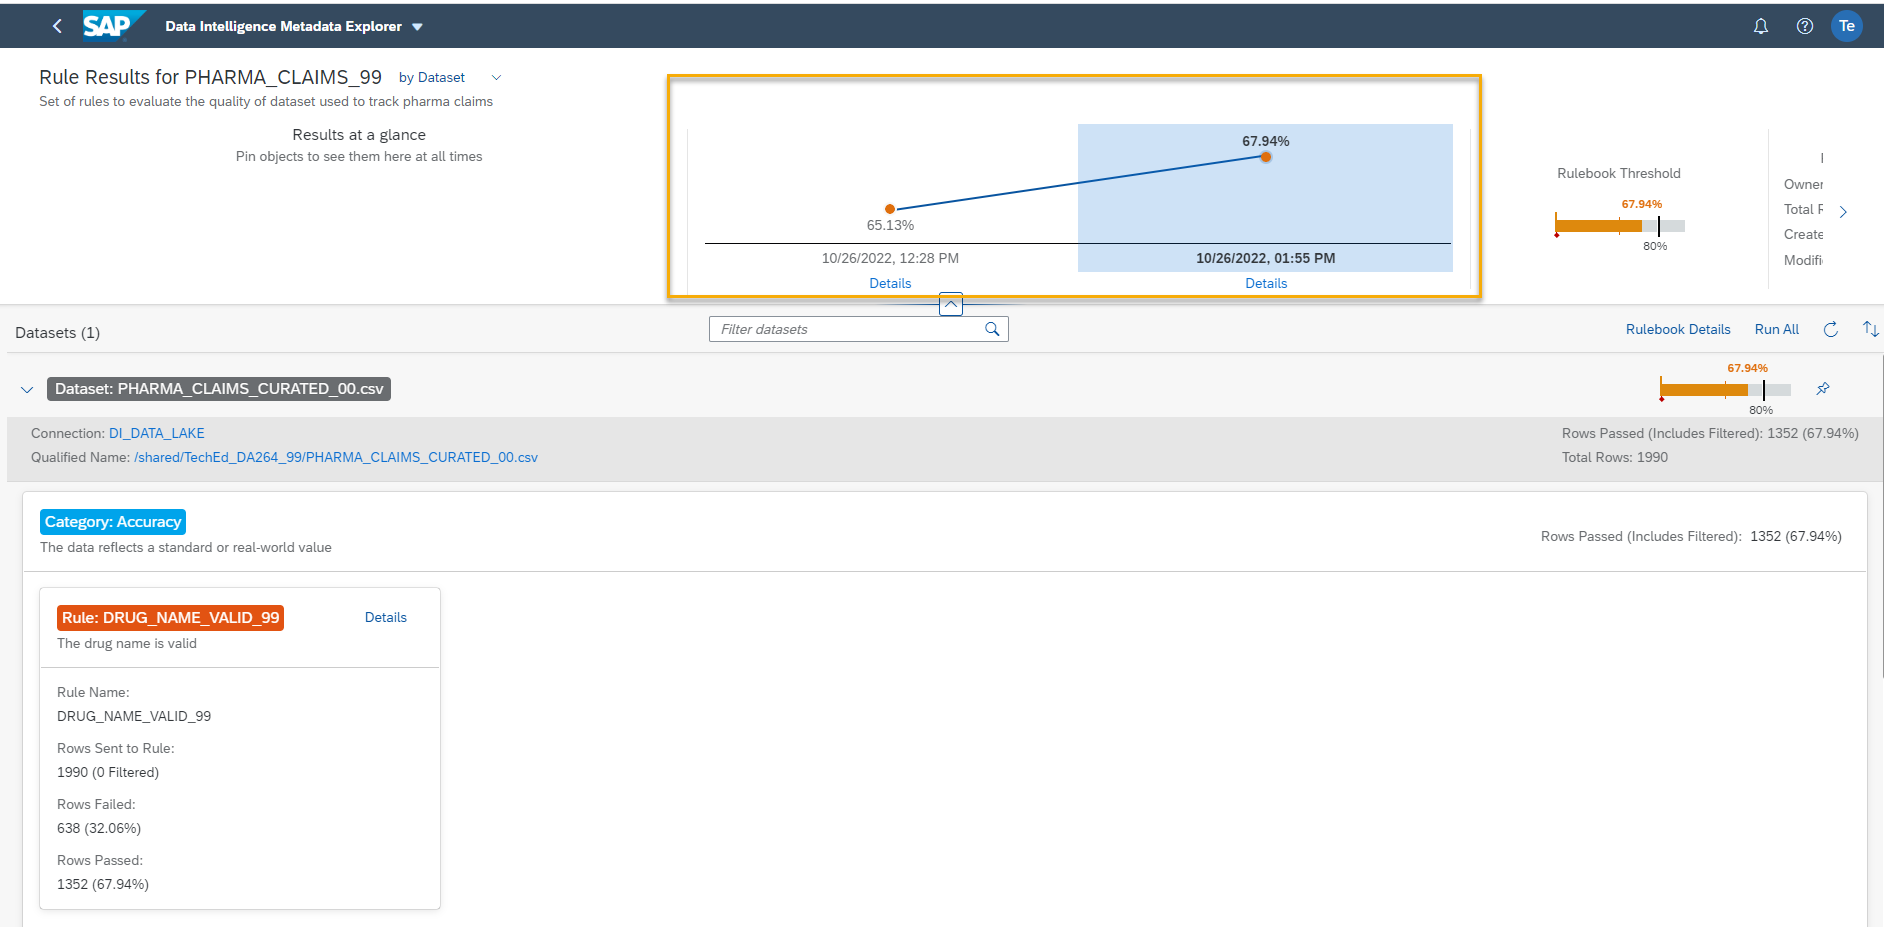 SAP Data Intelligence Metadata Explorer
Te
Rule Results for PHARMA_CLAIMS_99 by Dataset
Set of rules to evaluate the quality of dataset used to track pharma claims
Results at a glance
Pin objects to see them here at all times
67.94%
65.13%
10/26/2022, 12:28 PM
10/26/2022, 01:55 PM
Details
Details
Rulebook Threshold
67.94%
80%
Owner
Total
Create
Modifi
Datasets (1)
Filter datasets
Rulebook Details
Run All
Dataset: PHARMA_CLAIMS_CURATED_00.csv
67.94%
80%
Connection: DI_DATA_LAKE
Rows Passed (Includes Filtered): 1352 (67.94%)
Qualified Name: /shared/TechEd_DA264_99/PHARMA_CLAIMS_CURATED_00.csv
Total Rows: 1990
Category: Accuracy
The data reflects a standard or real-world value
Rows Passed (Includes Filtered): 1352 (67.94%)
Rule: DRUG_NAME_VALID_99
Details
The drug name is valid
Rule Name:
DRUG_NAME_VALID_99
Rows Sent to Rule:
1990 (0 Filtered)
Rows Failed:
638 (32.06%)
Rows Passed:
1352 (67.94%)